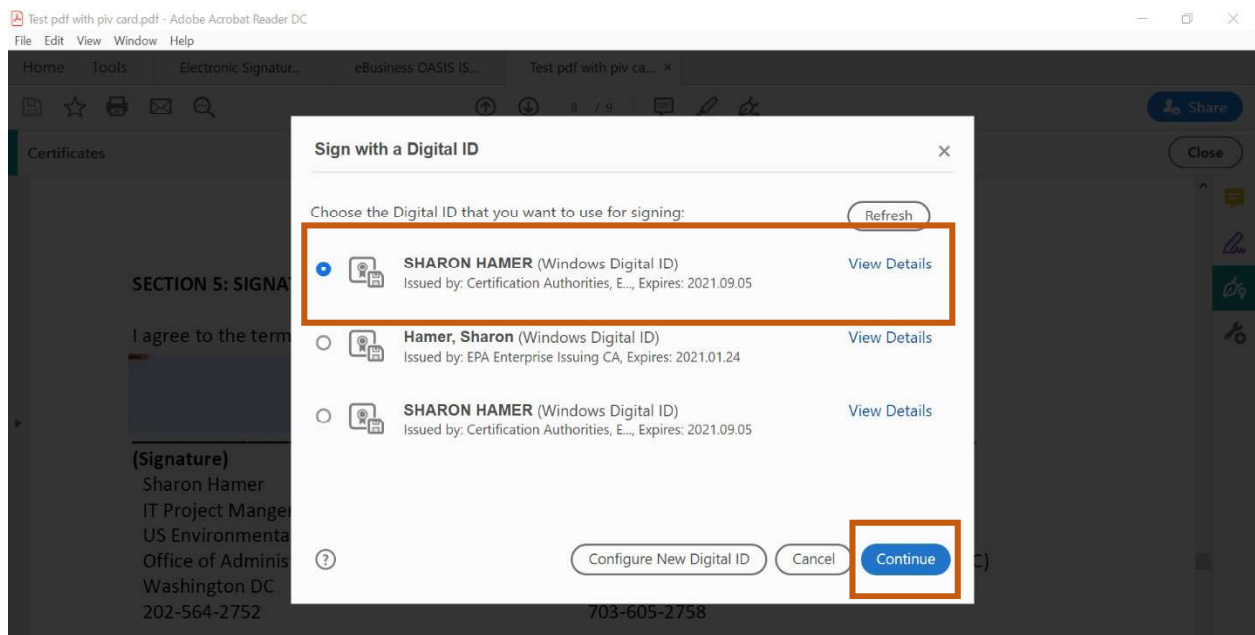 Test pdf with piv card.pdf - Adobe Acrobat Reader DC
File Edit View Window Help
Home Tools Electronic Signatur... eBusiness OASIS IS... Test pdf with piv ca... ×
8 / 9 Share
Certificates Close
Sign with a Digital ID
Choose the Digital ID that you want to use for signing: Refresh
SHARON HAMER (Windows Digital ID) View Details
Issued by: Certification Authorities, E..., Expires: 2021.09.05
SECTION 5: SIGNA
I agree to the term
Hamer, Sharon (Windows Digital ID) View Details
Issued by: EPA Enterprise Issuing CA, Expires: 2021.01.24
SHARON HAMER (Windows Digital ID) View Details
Issued by: Certification Authorities, E..., Expires: 2021.09.05
(Signature)
Sharon Hamer
IT Project Manger
US Environmenta
Office of Adminis C)
Configure New Digital ID Cancel Continue
Washington DC
202-564-2752 703-605-2758